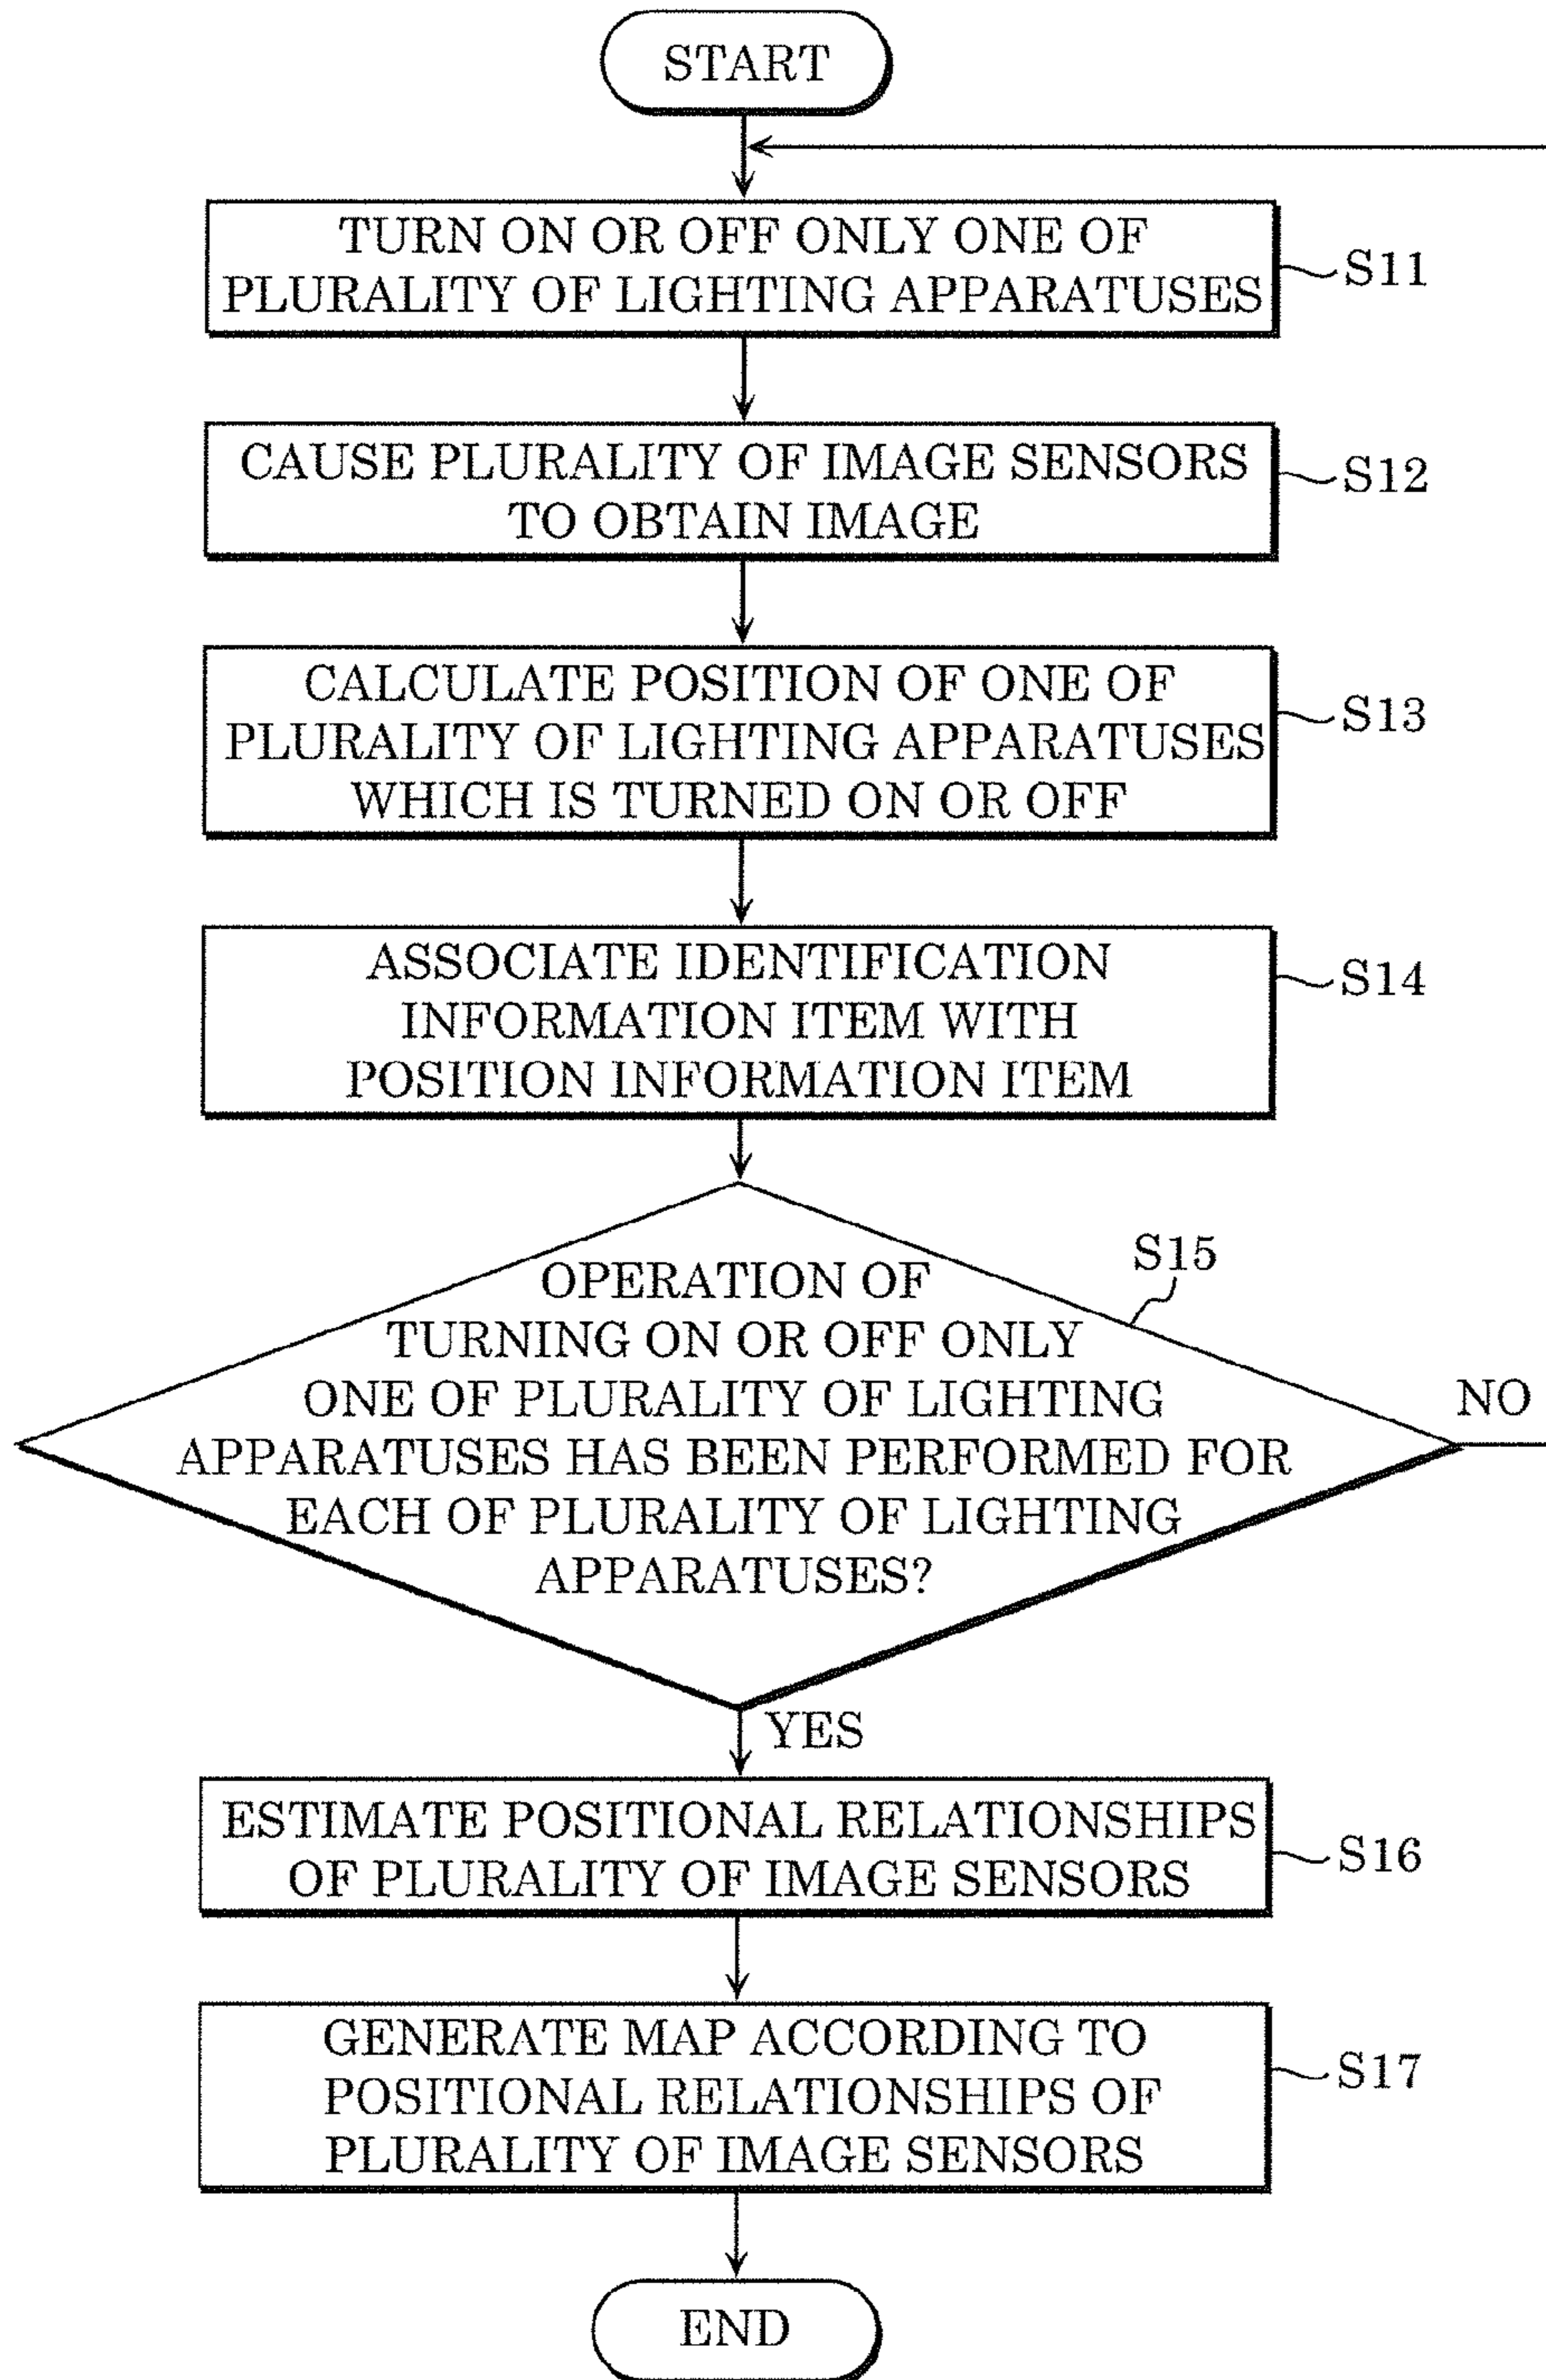 START
TURN ON OR OFF ONLY ONE OF
PLURALITY OF LIGHTING APPARATUSES
S11
CAUSE PLURALITY OF IMAGE SENSORS
TO OBTAIN IMAGE
S12
CALCULATE POSITION OF ONE OF
PLURALITY OF LIGHTING APPARATUSES
WHICH IS TURNED ON OR OFF
S13
ASSOCIATE IDENTIFICATION
INFORMATION ITEM WITH
POSITION INFORMATION ITEM
S14
S15
OPERATION OF
TURNING ON OR OFF ONLY
ONE OF PLURALITY OF LIGHTING
APPARATUSES HAS BEEN PERFORMED FOR
EACH OF PLURALITY OF LIGHTING
APPARATUSES?
NO
YES
ESTIMATE POSITIONAL RELATIONSHIPS
OF PLURALITY OF IMAGE SENSORS
S16
GENERATE MAP ACCORDING TO
POSITIONAL RELATIONSHIPS OF
PLURALITY OF IMAGE SENSORS
S17
END